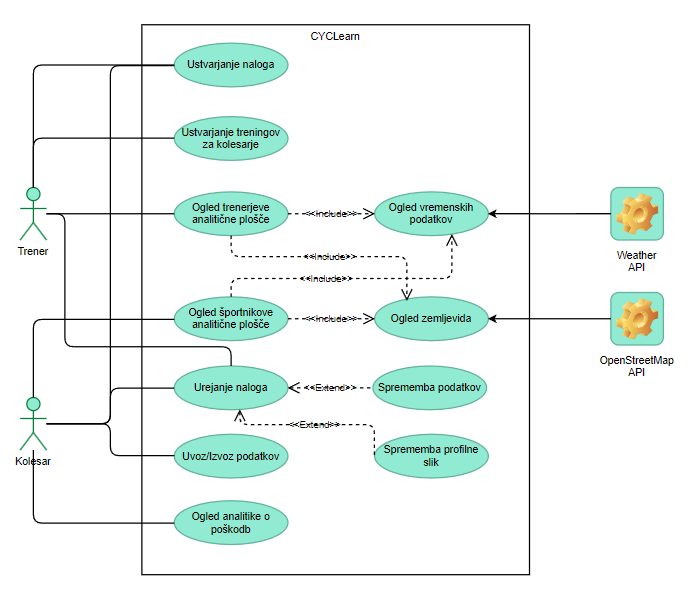 CYCLearn
Ustvarjanje naloga
Ustvarjanje treningov
za kolesarje
Ogled trenerjeve
analitične plošče
<<Include>>
Ogled vremenskih
podatkov
Trener
<<Include>>
Weather
API
<<Include>>
Ogled športnikove
analitične plošče
<<Include>>
Ogled zemljevida
OpenStreetMap
API
Urejanje naloga
<<Extend>>
Sprememba podatkov
<<Extend>>
Kolesar
Uvoz/Izvoz podatkov
Sprememba profilne
slik
Ogled analitike o
poškodb